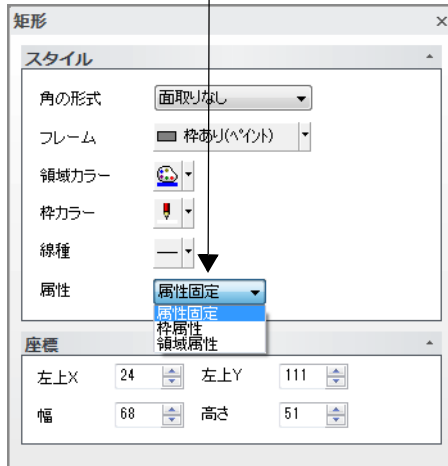 矩形
スタイル
角の形式 面取りなし
フレーム 枠あり(ペイント)
領域カラー
枠カラー
線種
属性 属性固定
属性固定
枠属性
領域属性
座標
左上X 24 左上Y 111
幅 68 高さ 51